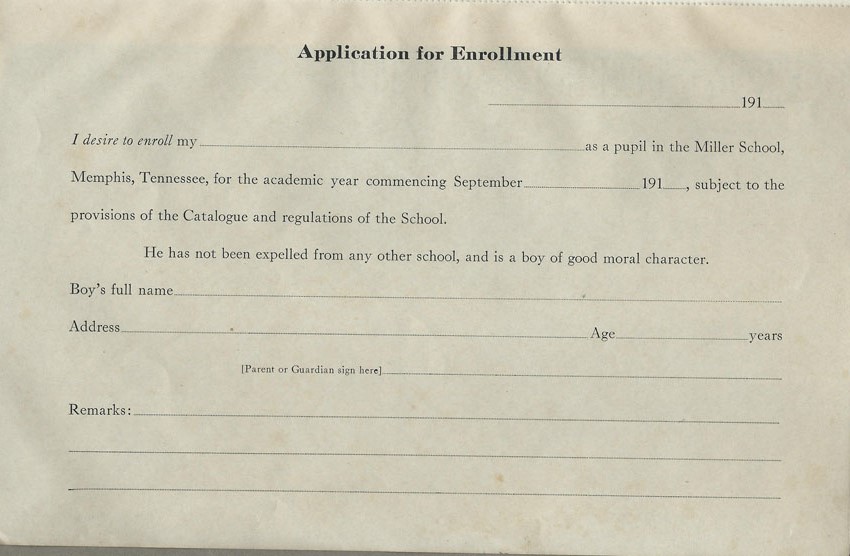 Application for Enrollment
191
I desire to enroll my as a pupil in the Miller School,
Memphis, Tennessee, for the academic year commencing September 191 , subject to the
provisions of the Catalogue and regulations of the School.
He has not been expelled from any other school, and is a boy of good moral character.
Boy's full name
Address Age years
[Parent or Guardian sign here]
Remarks: